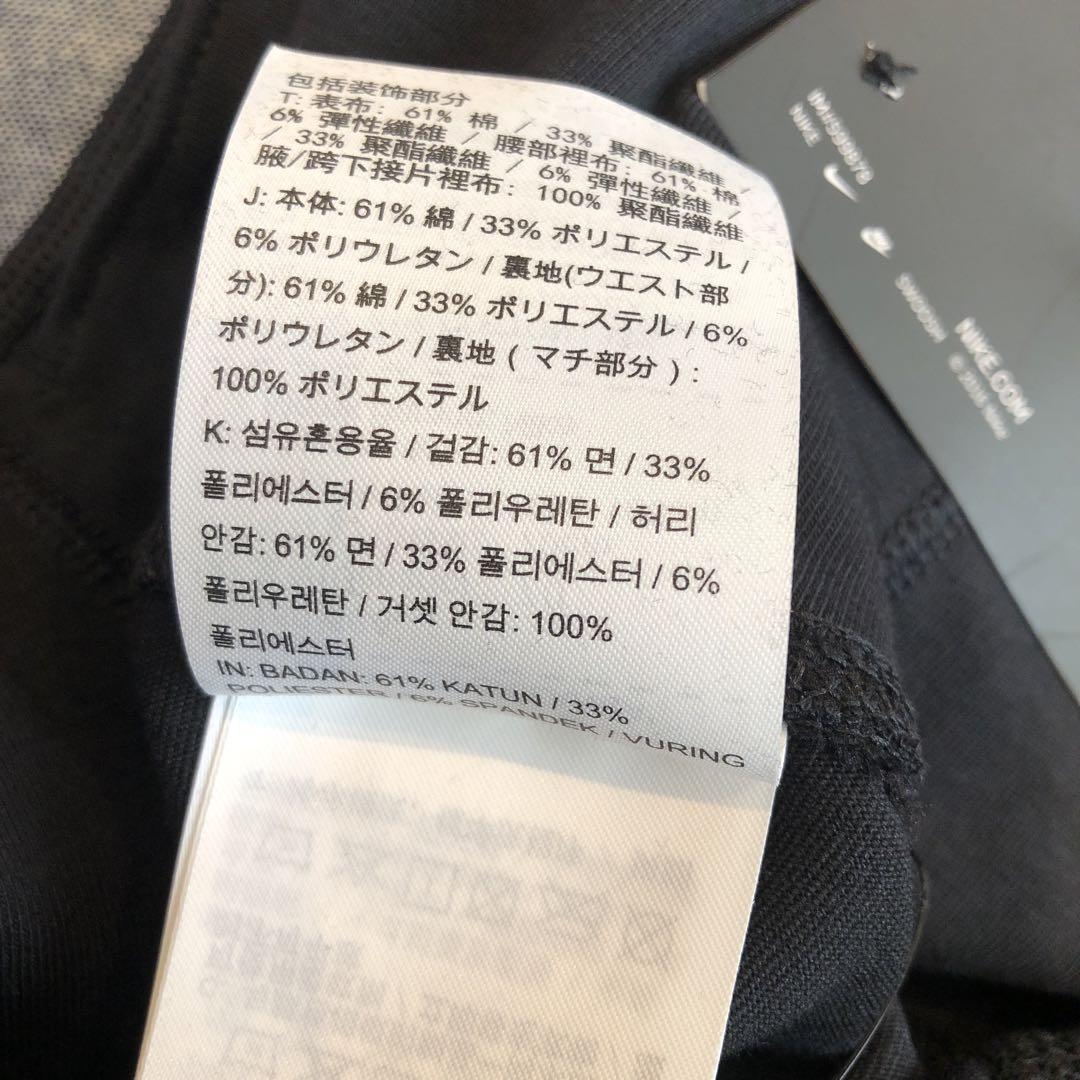 包括装饰部分
T: 表布: 61% 棉 / 33% 聚酯纖維 /
6% 彈性纖維 / 腰部裡布: 61% 棉
/ 33% 聚酯纖維 / 6% 彈性纖維 /
腋/跨下接片裡布: 100% 聚酯纖維
J: 本体: 61% 綿 / 33% ポリエステル /
6% ポリウレタン / 裏地(ウエスト部
分): 61% 綿 / 33% ポリエステル / 6%
ポリウレタン / 裏地 ( マチ部分 ) :
100% ポリエステル
K: 섬유혼용율 / 겉감: 61% 면 / 33%
폴리에스터 / 6% 폴리우레탄 / 허리
안감: 61% 면 / 33% 폴리에스터 / 6%
폴리우레탄 / 거셋 안감: 100%
폴리에스터
IN: BADAN: 61% KATUN / 33%
POLIESTER / 6% SPANDEK / VURING
NIKE
SWOOSH
NIKE.COM